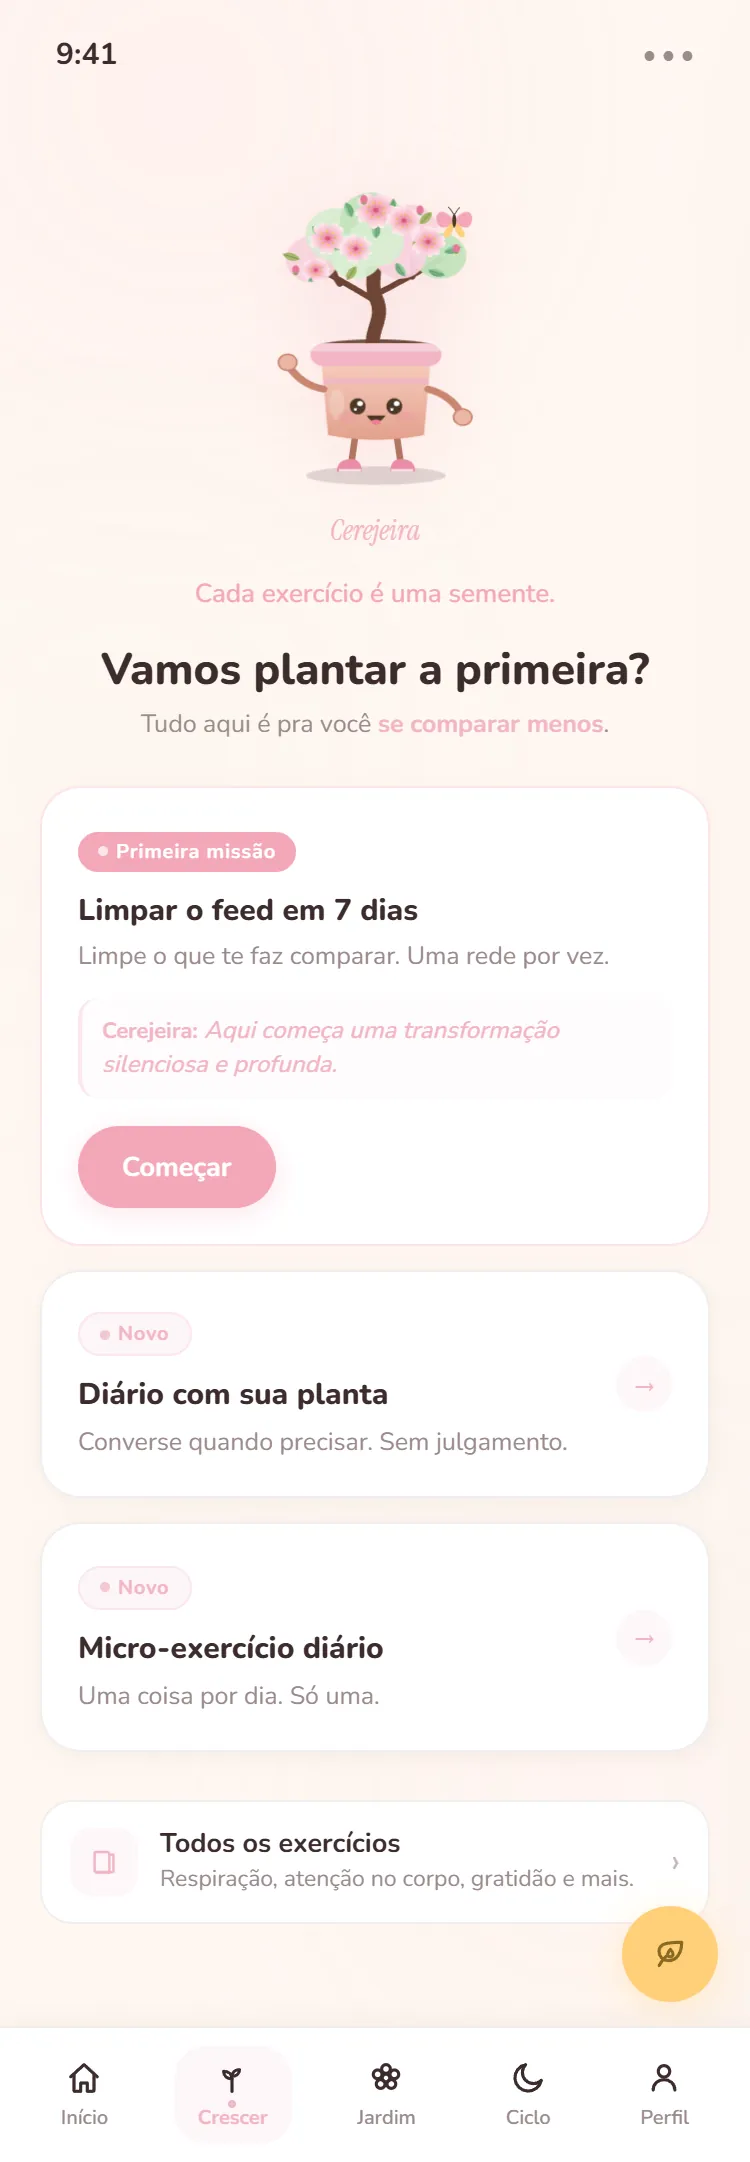 9:41
Cerejeira
Cada exercício é uma semente.
Vamos plantar a primeira?
Tudo aqui é pra você se comparar menos.
Primeira missão
Limpar o feed em 7 dias
Limpe o que te faz comparar. Uma rede por vez.
Cerejeira: Aqui começa uma transformação
silenciosa e profunda.
Começar
Novo
Diário com sua planta
Converse quando precisar. Sem julgamento.
Novo
Micro-exercício diário
Uma coisa por dia. Só uma.
Todos os exercícios
Respiração, atenção no corpo, gratidão e mais.
Início
Crescer
Jardim
Ciclo
Perfil